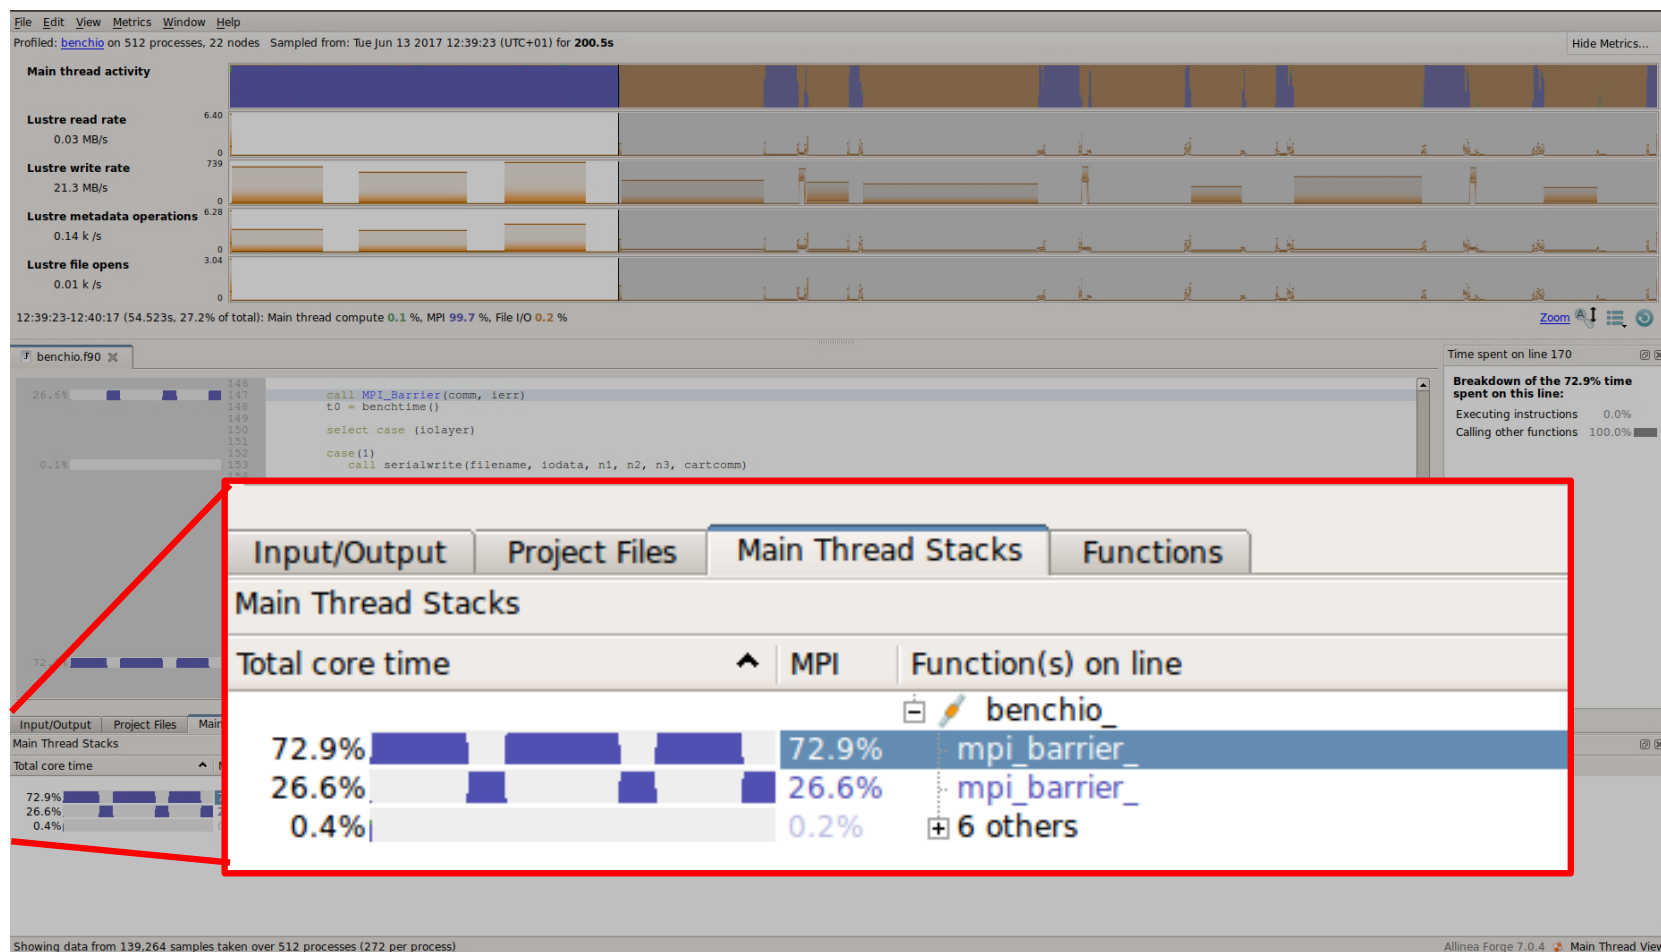 File Edit View Metrics Window Help
Profiled: benchio on 512 processes, 22 nodes Sampled from: Tue Jun 13 2017 12:39:23 (UTC+01) for 200.5s
Hide Metrics...
Main thread activity
Lustre read rate
6.40
0.03 MB/s
0
Lustre write rate
739
21.3 MB/s
0
Lustre metadata operations
6.28
0.14 k /s
0
Lustre file opens
3.04
0.01 k /s
0
12:39:23-12:40:17 (54.523s, 27.2% of total): Main thread compute 0.1 %, MPI 99.7 %, File I/O 0.2 %
Zoom
benchio.f90
Time spent on line 170
146
26.6% 147 call MPI_Barrier(comm, ierr)
148 t0 = benchtime()
149
150 select case (iolayer)
151
152 case(1)
0.1% 153 call serialwrite(filename, iodata, n1, n2, n3, cartcomm)
154
Breakdown of the 72.9% time
spent on this line:
Executing instructions 0.0%
Calling other functions 100.0%
Input/Output Project Files Main Thread Stacks Functions
Main Thread Stacks
Total core time MPI Function(s) on line
benchio_
72.9% 72.9% mpi_barrier_
26.6% 26.6% mpi_barrier_
0.4% 0.2% 6 others
Input/Output Project Files
Main Thread Stacks
Total core time
72.9%
26.6%
0.4%
Showing data from 139,264 samples taken over 512 processes (272 per process)
Allinea Forge 7.0.4 Main Thread View